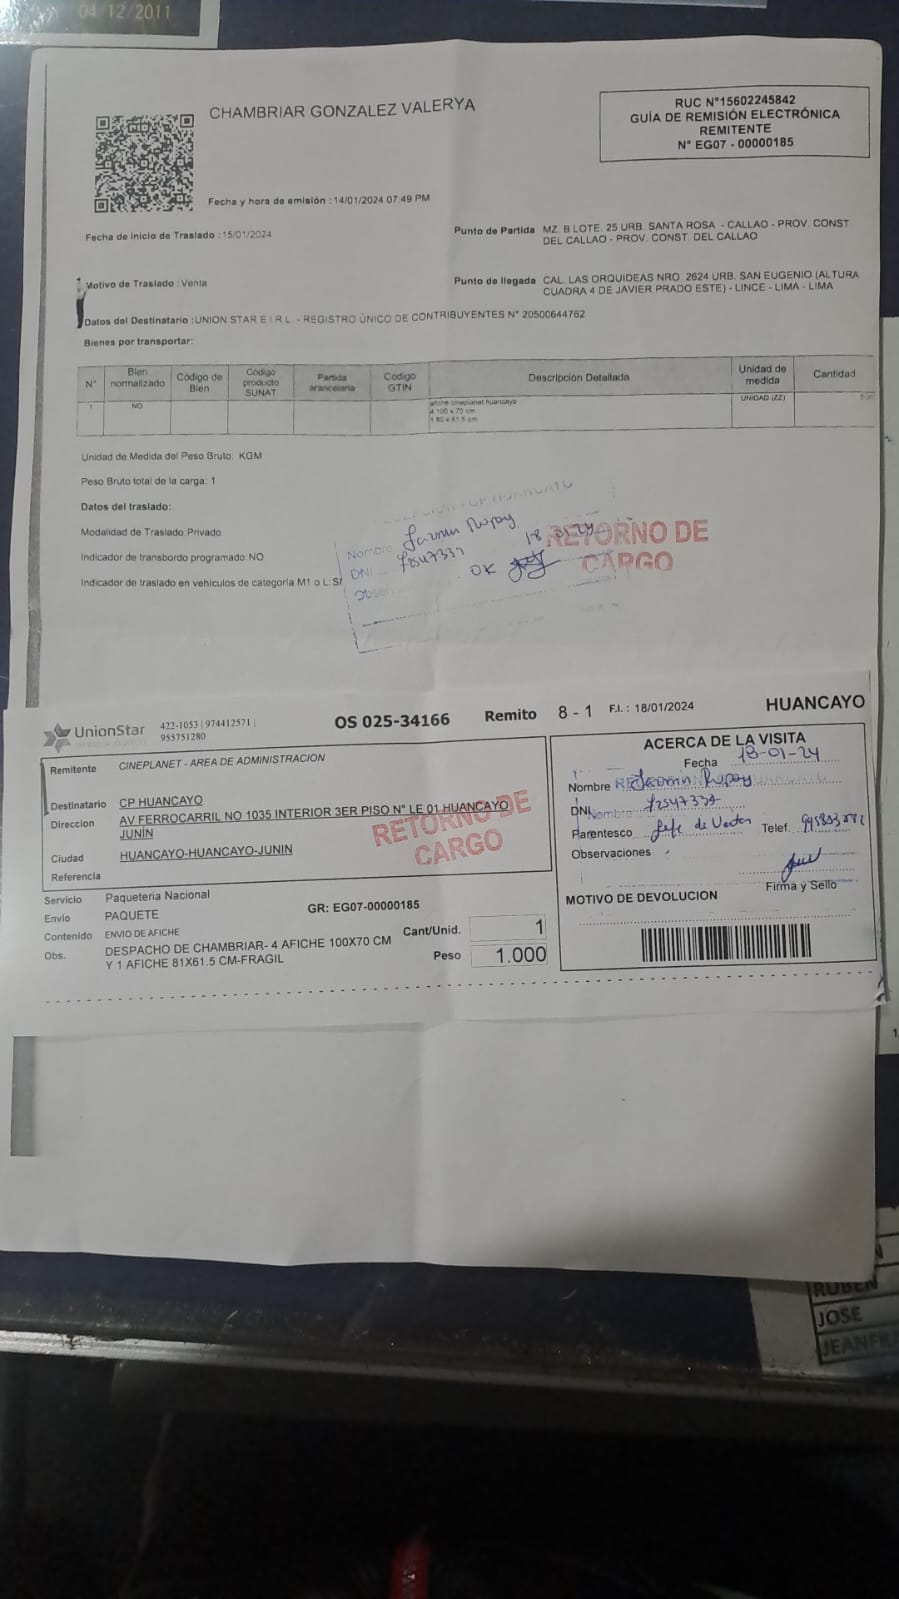 04/12/2011
CHAMBRIAR GONZALEZ VALERYA
RUC N°15602245842
GUÍA DE REMISIÓN ELECTRÓNICA
REMITENTE
N° EG07 - 00000185
Fecha y hora de emisión : 14/01/2024 07:49 PM
Fecha de inicio de Traslado : 15/01/2024
Punto de Partida MZ. B LOTE. 25 URB. SANTA ROSA - CALLAO - PROV. CONST
DEL CALLAO - PROV. CONST. DEL CALLAO
Motivo de Traslado : Venta
Punto de llegada CAL. LAS ORQUIDEAS NRO. 2624 URB. SAN EUGENIO (ALTURA
CUADRA 4 DE JAVIER PRADO ESTE) - LINCE - LIMA - LIMA
Datos del Destinatario : UNION STAR E.I.R.L. - REGISTRO ÚNICO DE CONTRIBUYENTES N° 20500644762
Bienes por transportar:
N° Bien normalizado Código de Bien Código producto SUNAT Partida arancelaria Código GTIN Descripción Detallada Unidad de medida Cantidad
1 NO afiche cineplanet huancayo UNIDAD (ZZ)
4 100 x 70 cm
Unidad de Medida del Peso Bruto: KGM
Peso Bruto total de la carga: 1
Datos del traslado:
Modalidad de Traslado: Privado
Indicador de transbordo programado: NO
Indicador de traslado en vehículos de categoría M1 o L: SI
CP HUANCAYO
Nombre
DNI
OK
RETORNO DE
CARGO
UnionStar
422-1053 | 974412571 |
955751280
OS 025-34166
Remito 8 - 1 F.I.: 18/01/2024
HUANCAYO
Remitente CINEPLANET - AREA DE ADMINISTRACION
Destinatario CP HUANCAYO
Direccion AV FERROCARRIL NO 1035 INTERIOR 3ER PISO N° LE 01 HUANCAYO
JUNÍN
Ciudad HUANCAYO-HUANCAYO-JUNIN
Referencia
RETORNO DE
CARGO
Servicio Paqueteria Nacional
Envio PAQUETE
GR: EG07-00000185
Contenido ENVIO DE AFICHE
Obs. DESPACHO DE CHAMBRIAR- 4 AFICHE 100X70 CM
Y 1 AFICHE 81X61.5 CM-FRAGIL
Cant/Unid. 1
Peso 1.000
ACERCA DE LA VISITA
Fecha 18-01-24
Nombre
DNI
Parentesco
Telef.
Observaciones
Firma y Sello
MOTIVO DE DEVOLUCION
RUBEN
JOSE